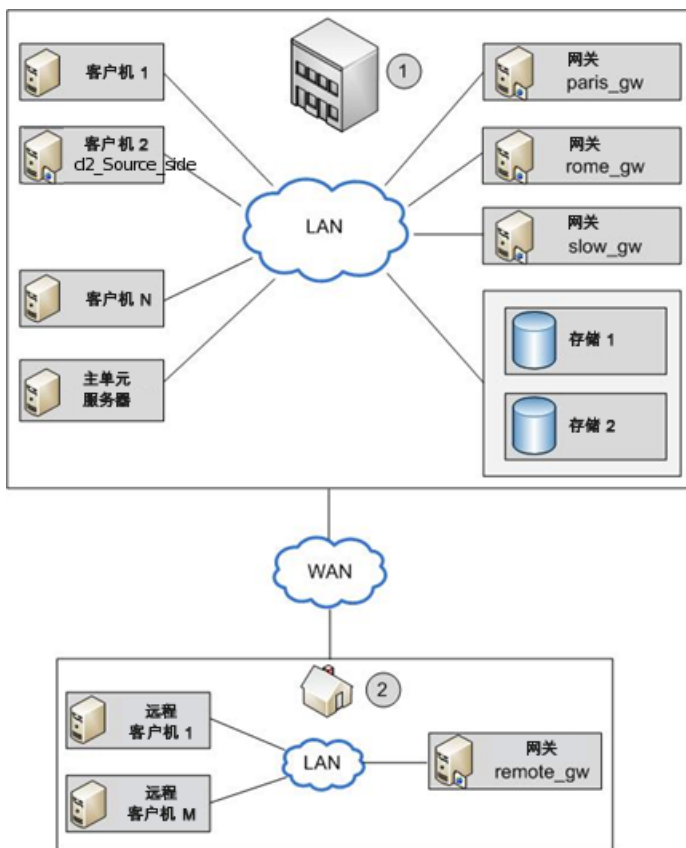 客户机 1
1
网关
paris_gw
客户机 2
cl2_Source_side
网关
rome_gw
LAN
网关
slow_gw
客户机 N
存储 1
主单元
服务器
存储 2
WAN
2
远程
客户机 1
网关
remote_gw
LAN
远程
客户机 M